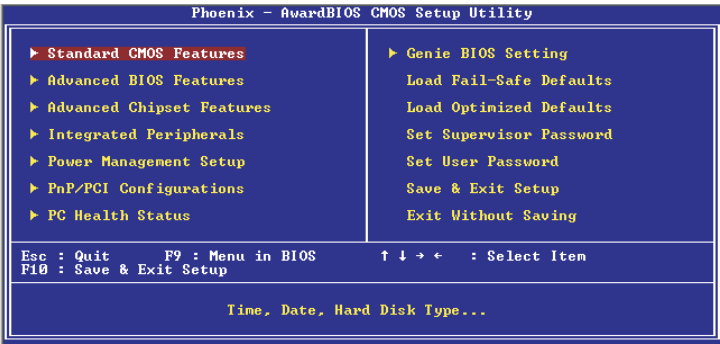 Phoenix - AwardBIOS CMOS Setup Utility
Standard CMOS Features
Advanced BIOS Features
Advanced Chipset Features
Integrated Peripherals
Power Management Setup
PnP/PCI Configurations
PC Health Status
Genie BIOS Setting
Load Fail-Safe Defaults
Load Optimized Defaults
Set Supervisor Password
Set User Password
Save & Exit Setup
Exit Without Saving
Esc : Quit F9 : Menu in BIOS ↑ ↓ → ← : Select Item
F10 : Save & Exit Setup
Time, Date, Hard Disk Type...